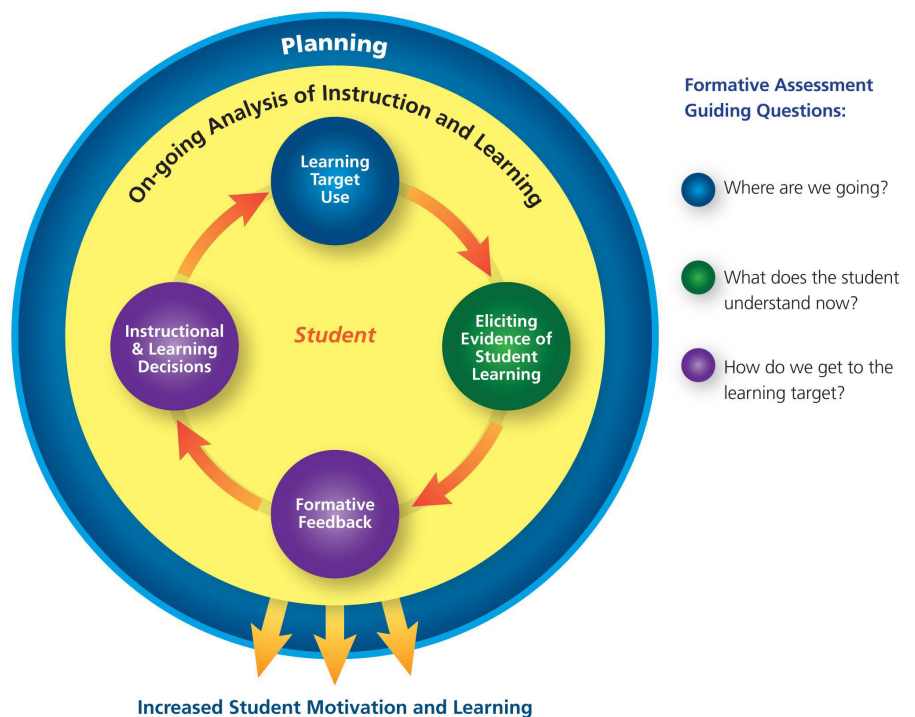 Planning
On-going Analysis of Instruction and Learning
Learning
Target
Use
Eliciting
Evidence of
Student
Learning
Formative
Feedback
Instructional
& Learning
Decisions
Student
Increased Student Motivation and Learning
Formative Assessment
Guiding Questions:
Where are we going?
What does the student
understand now?
How do we get to the
learning target?